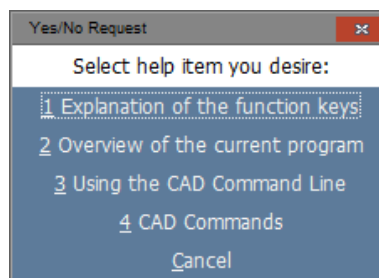 Yes/No Request
Select help item you desire:
1 Explanation of the function keys
2 Overview of the current program
3 Using the CAD Command Line
4 CAD Commands
Cancel